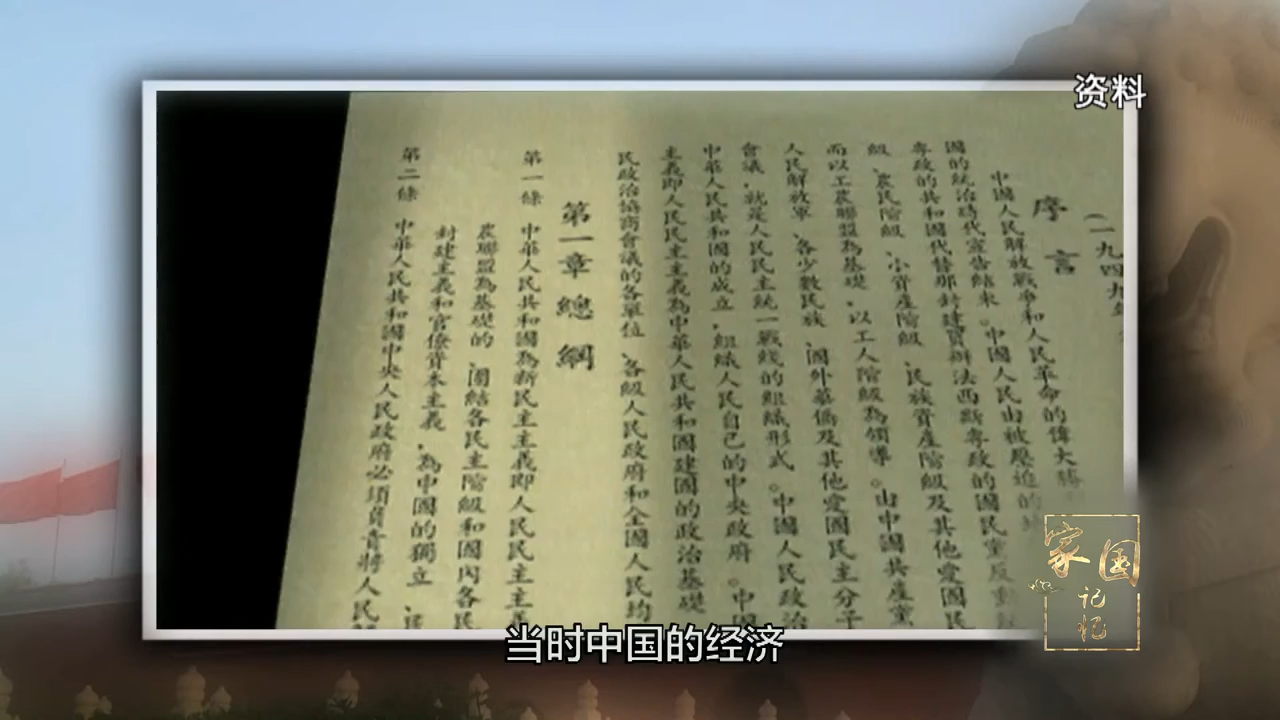 资料
（一九四九年
序言
中國人民解放戰爭和人民革命的偉大勝
國的統治時代宣告結束。中國人民由被壓迫的
專政的共和國代替那封建買辦法西斯專政的國民黨反動統
級、農民階級、小資產階級、民族資產階級及其他愛國民
而以工農聯盟為基礎，以工人階級為領導。由中國共產黨
人民解放軍、各少數民族、國外華僑及其他愛國民主分子
會議，就是人民民主統一戰綫的組織形式。中國人民政治
中華人民共和國的成立，組織人民自己的中央政府。中國
主義即人民民主主義為中華人民共和國建國的政治基礎
民政治協商會議的各單位、各級人民政府和全國人民均
第一章 總綱
第一條 中華人民共和國為新民主主義即人民民主主義
農聯盟為基礎的、團結各民主階級和國內各民
封建主義和官僚資本主義，為中國的獨立、民
第二條 中華人民共和國中央人民政府必須負責將人民
家国
记忆
当时中国的经济